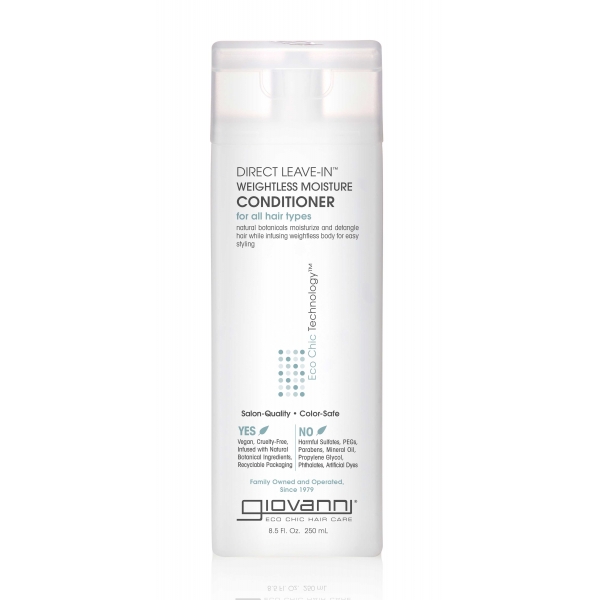 DIRECT LEAVE-IN™
WEIGHTLESS MOISTURE
CONDITIONER
for all hair types
natural botanicals moisturize and detangle
hair while infusing weightless body for easy
styling
Eco Chic Technology™
Salon-Quality • Color-Safe
YES
Vegan, Cruelty-Free,
Infused with Natural
Botanical Ingredients,
Recyclable Packaging
NO
Harmful Sulfates, PEGs,
Parabens, Mineral Oil,
Propylene Glycol,
Phthalates, Artificial Dyes
Family Owned and Operated,
Since 1979
giovanni
ECO CHIC HAIR CARE
8.5 Fl. Oz. 250 mL